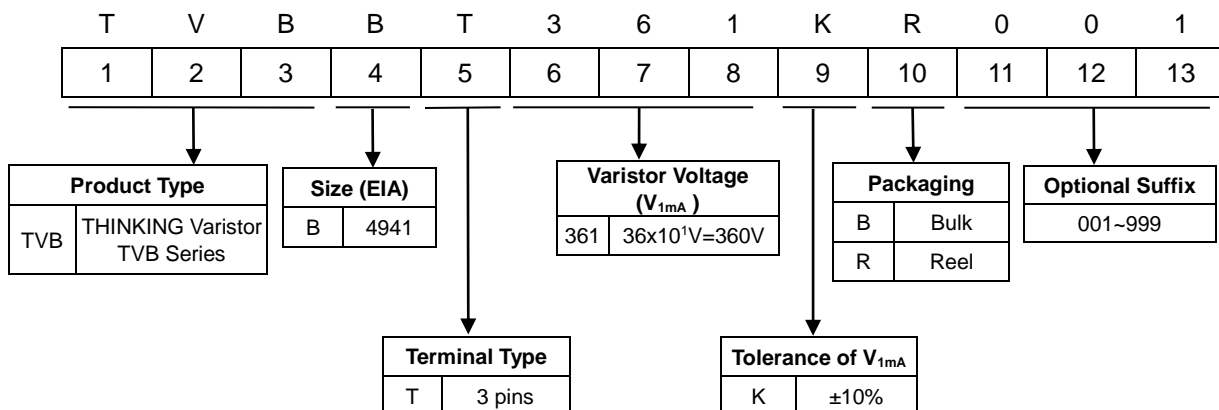 T V B B T 3 6 1 K R 0 0 1
1 2 3 4 5 6 7 8 9 10 11 12 13
Product Type
TVB THINKING Varistor
TVB Series
Size (EIA)
B 4941
Varistor Voltage
(V1mA )
361 36x10¹V=360V
Packaging
B Bulk
R Reel
Optional Suffix
001~999
Terminal Type
T 3 pins
Tolerance of V1mA
K ±10%